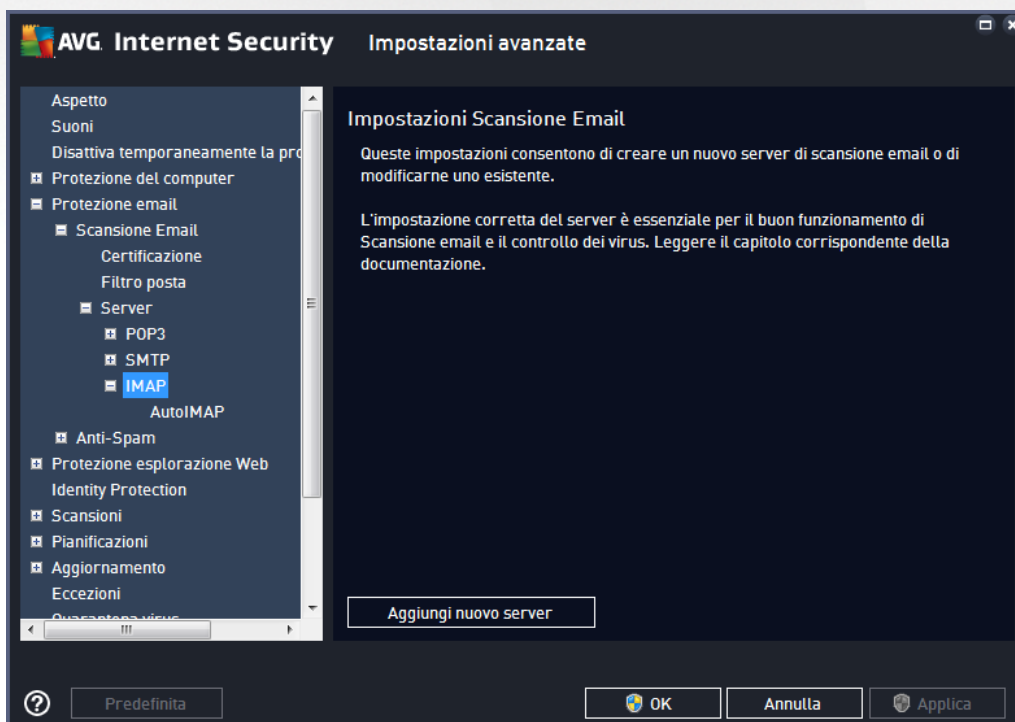 AVG Internet Security Impostazioni avanzate
Aspetto
Suoni
Disattiva temporaneamente la pro
Protezione del computer
Protezione email
Scansione Email
Certificazione
Filtro posta
Server
POP3
SMTP
IMAP
AutoIMAP
Anti-Spam
Protezione esplorazione Web
Identity Protection
Scansioni
Pianificazioni
Aggiornamento
Eccezioni
Quarantena virus
Impostazioni Scansione Email
Queste impostazioni consentono di creare un nuovo server di scansione email o di
modificarne uno esistente.
L'impostazione corretta del server è essenziale per il buon funzionamento di
Scansione email e il controllo dei virus. Leggere il capitolo corrispondente della
documentazione.
Aggiungi nuovo server
? Predefinita OK Annulla Applica